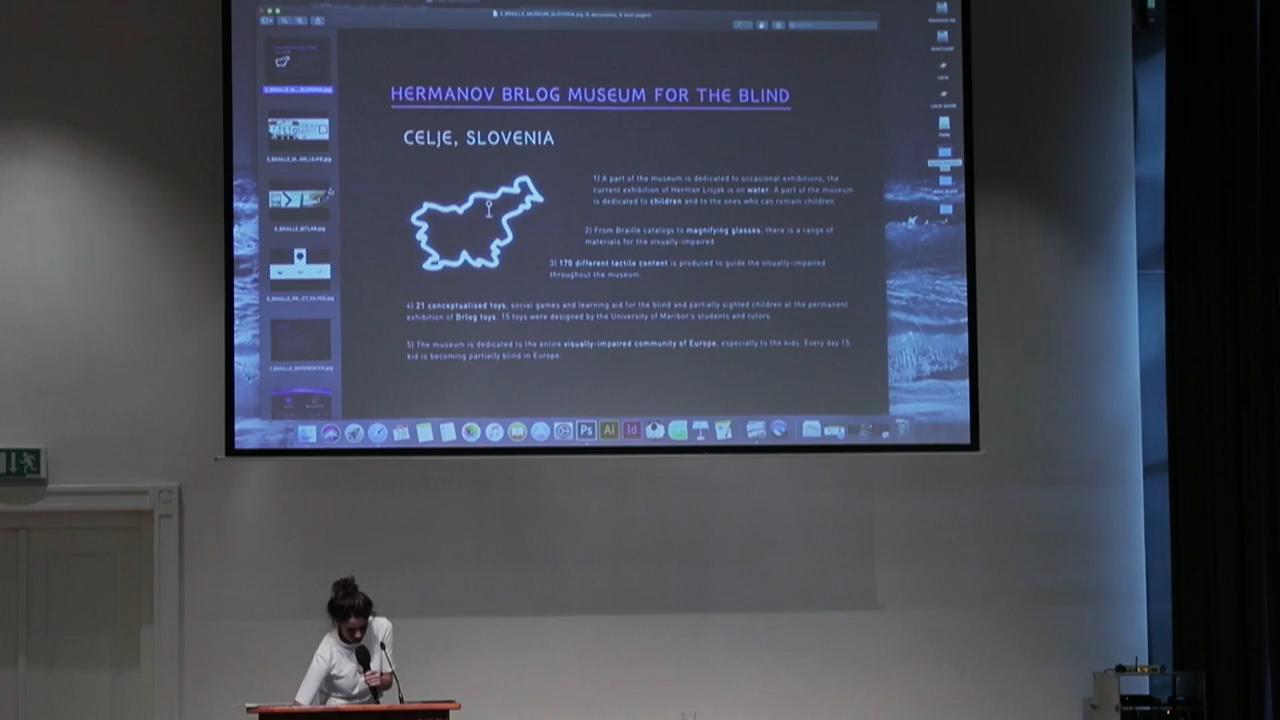 HERMANOV BRLOG MUSEUM FOR THE BLIND
CELJE, SLOVENIA
1) A part of the museum is dedicated to occasional exhibitions, the
current exhibition of Herman Lisjak is on water. A part of the museum
is dedicated to children and to the ones who can remain children.
2) From Braille catalogs to magnifying glasses, there is a range of
materials for the visually-impaired.
3) 170 different tactile content is produced to guide the visually-impaired
throughout the museum.
4) 21 conceptualised toys, social games and learning aid for the blind and partially sighted children at the permanent
exhibition of Brlog toys. 15 toys were designed by the University of Maribor's students and tutors.
5) The museum is dedicated to the entire visually-impaired community of Europe, especially to the kids. Every day 15
kid is becoming partially blind in Europe.
Ps
Ai
Id